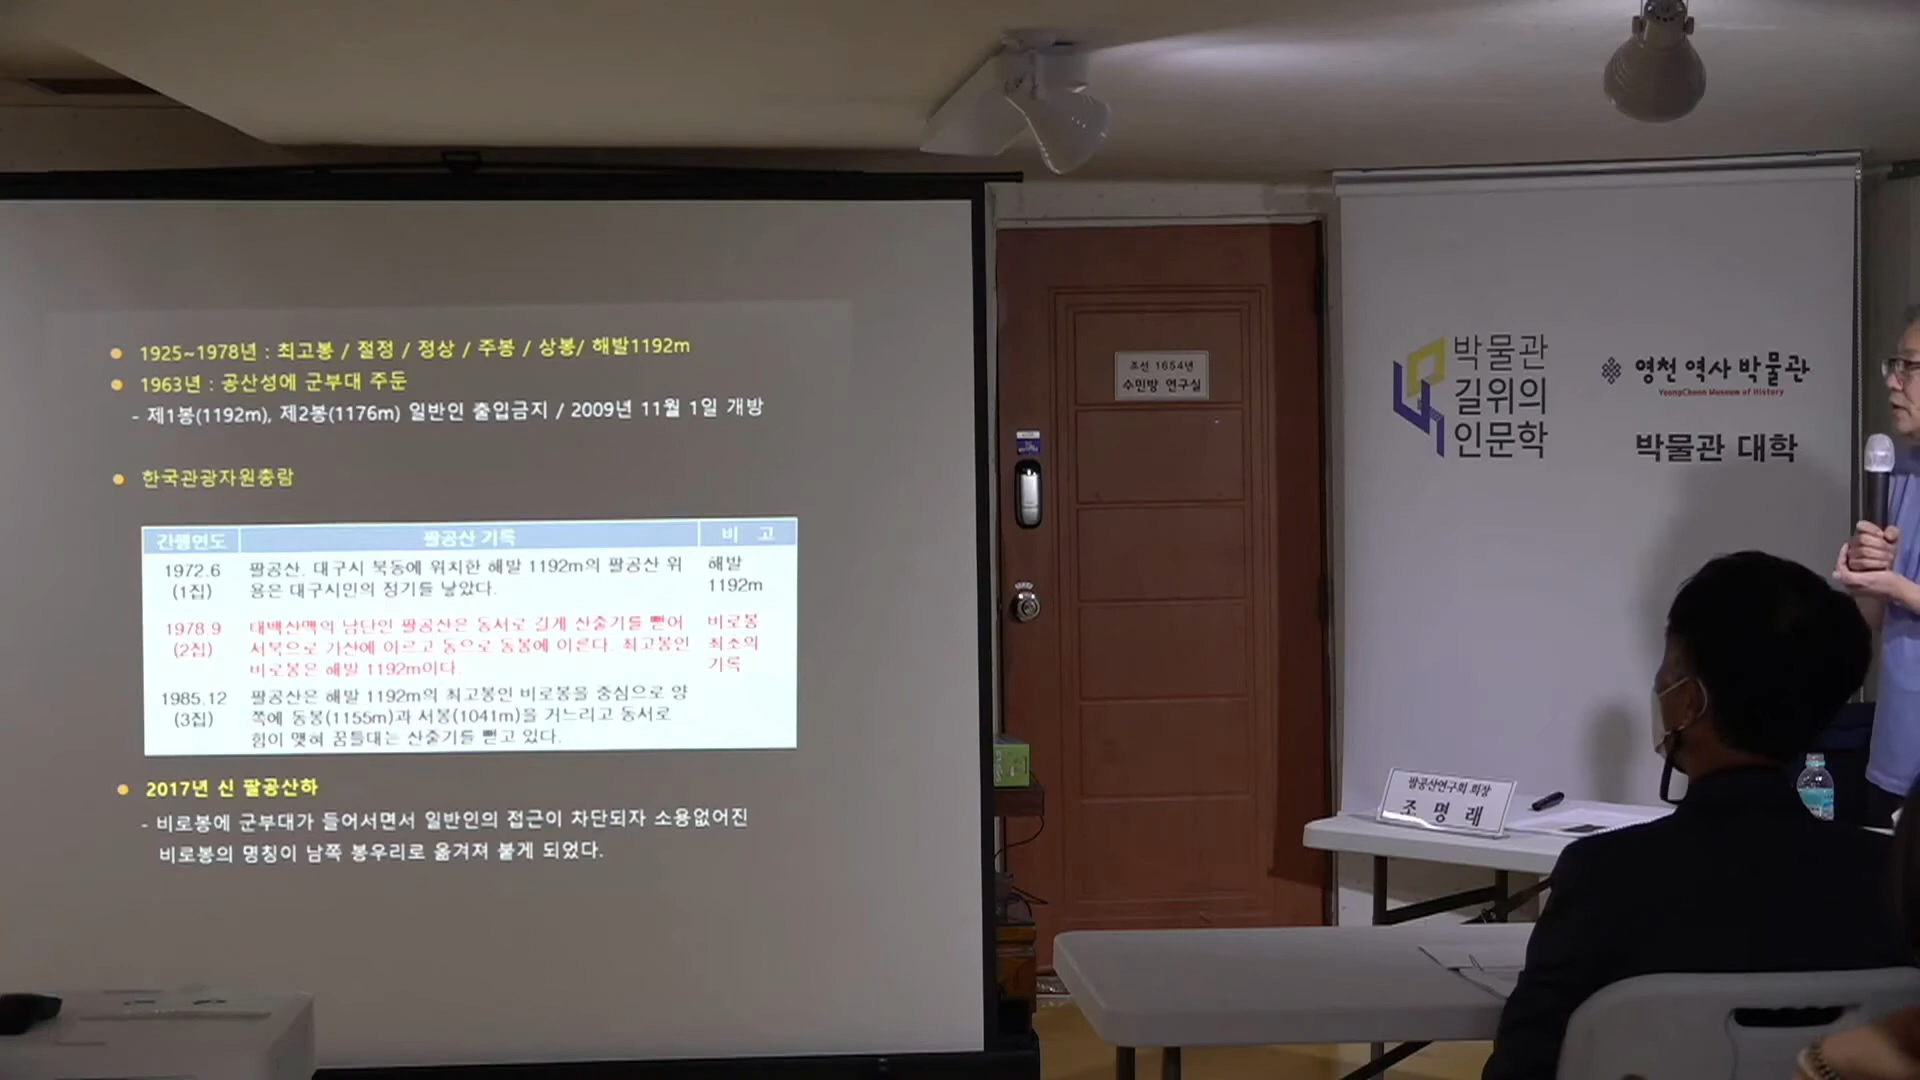 1925~1978년 : 최고봉 / 절정 / 정상 / 주봉 / 상봉/ 해발1192m
1963년 : 공산성에 군부대 주둔
- 제1봉(1192m), 제2봉(1176m) 일반인 출입금지 / 2009년 11월 1일 개방
한국관광자원총람
간행연도 팔공산 기록 비 고
1972.6 팔공산. 대구시 북동에 위치한 해발 1192m의 팔공산 위 해발
(1집) 용은 대구시민의 정기를 낳았다. 1192m
1978.9 태백산맥의 남단인 팔공산은 동서로 길게 산줄기를 뻗어 비로봉
(2집) 서북으로 가산에 이르고 동으로 동봉에 이른다. 최고봉인 최초의
비로봉은 해발 1192m이다. 기록
1985.12 팔공산은 해발 1192m의 최고봉인 비로봉을 중심으로 양
(3집) 쪽에 동봉(1155m)과 서봉(1041m)을 거느리고 동서로
힘이 맺혀 꿈틀대는 산줄기를 뻗고 있다.
2017년 신 팔공산하
- 비로봉에 군부대가 들어서면서 일반인의 접근이 차단되자 소용없어진
비로봉의 명칭이 남쪽 봉우리로 옮겨져 붙게 되었다.
조선 1654년
수민방 연구실
박물관
길위의
인문학
영천역사박물관
YeongCheon Museum of History
박물관 대학
팔공산연구회 회장
조 명 래